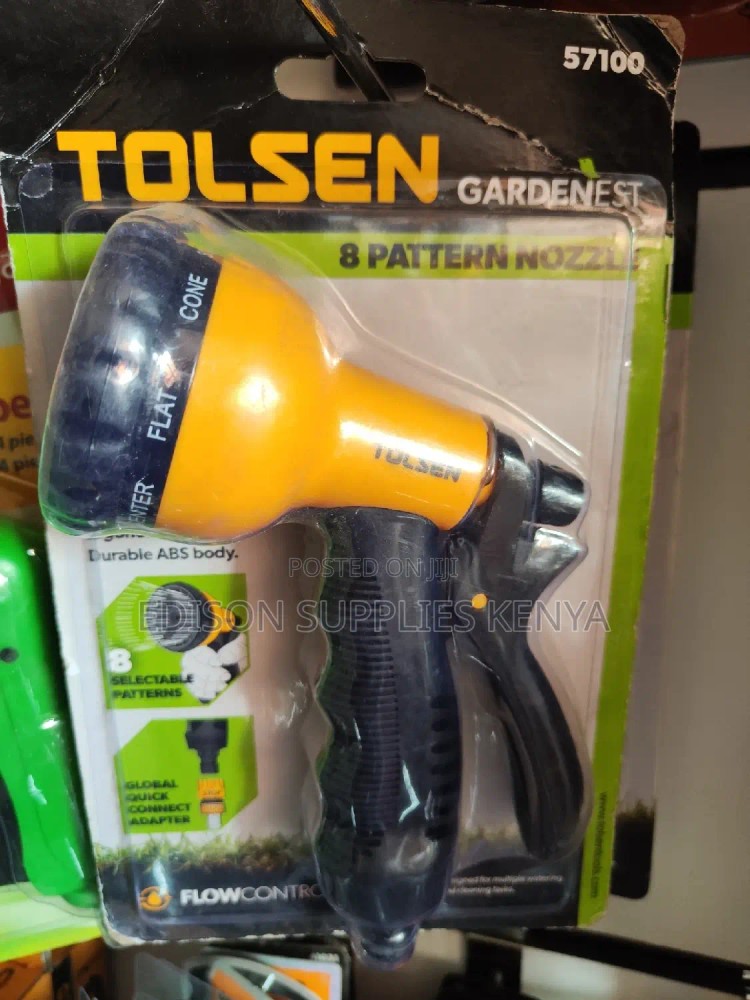 57100
TOLSEN
GARDENEST
8 PATTERN NOZZLE
CONE
FLAT
TOLSEN
Durable ABS body.
POSTED ON JIJI
EDISON SUPPLIES KENYA
8
SELECTABLE
PATTERNS
GLOBAL
QUICK
CONNECT
ADAPTER
FLOWCONTRO